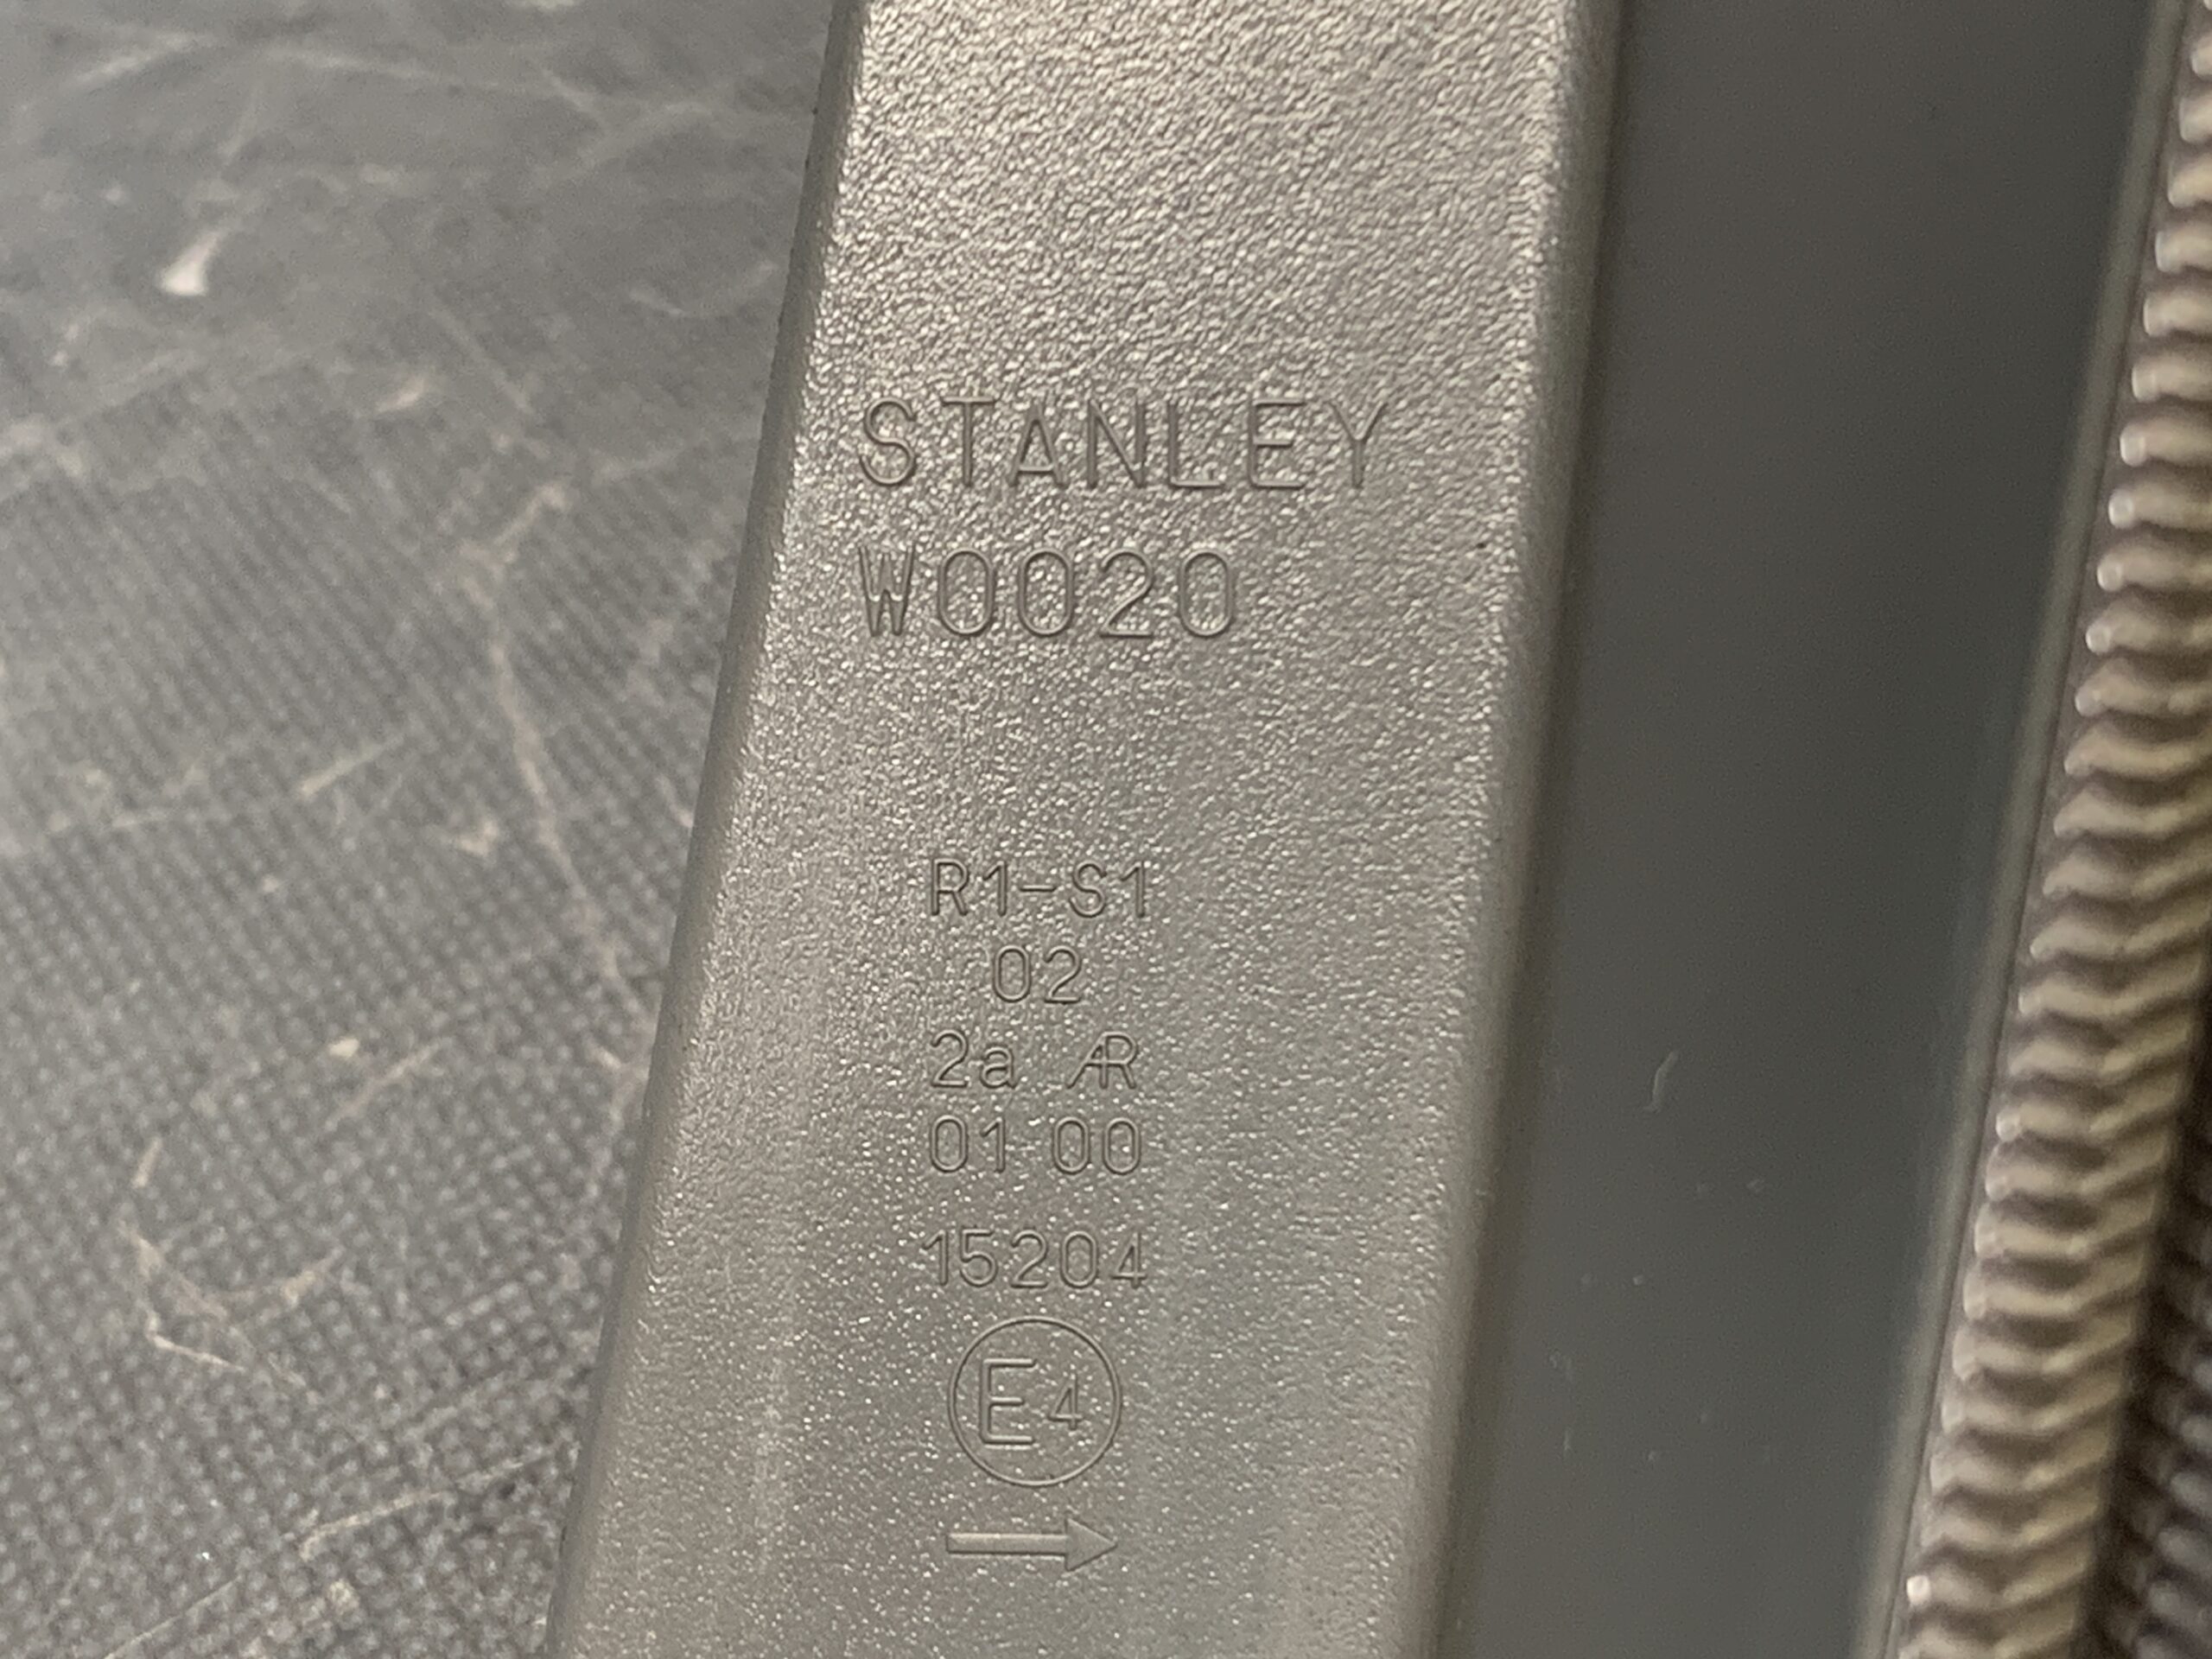 STANLEY
W0020
R1-S1
02
2a AR
01 00
15204
E4
→